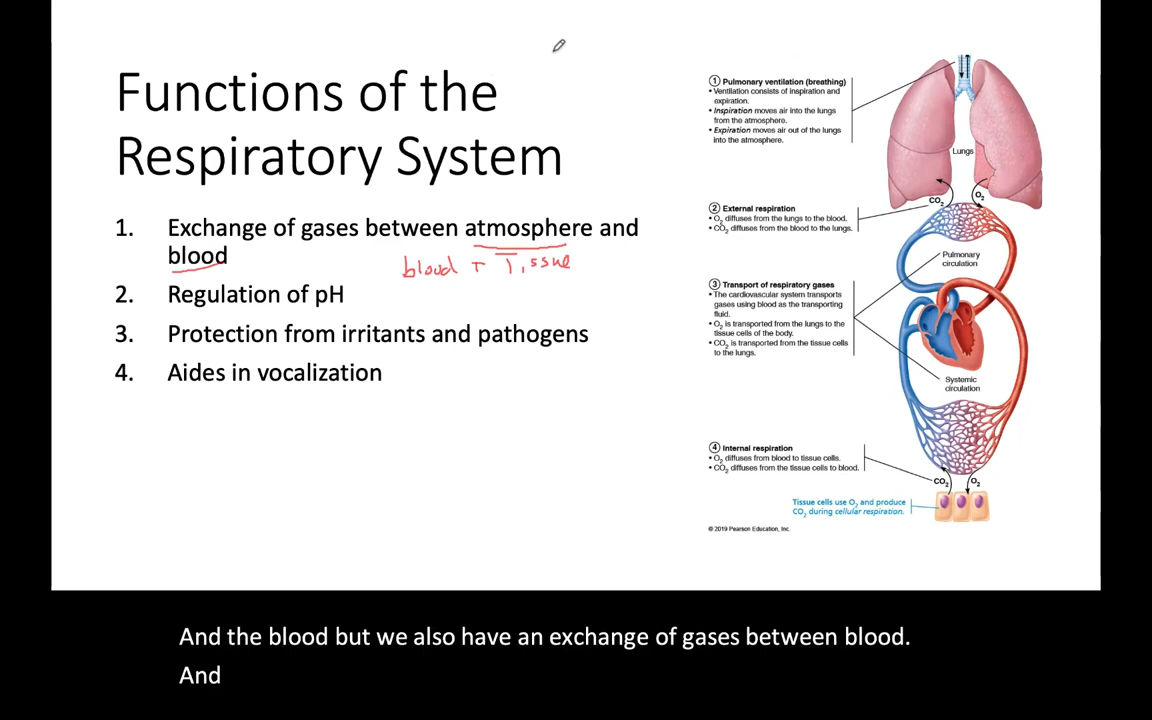 Functions of the
Respiratory System
1. Exchange of gases between atmosphere and
blood
blood + Tissue
2. Regulation of pH
3. Protection from irritants and pathogens
4. Aides in vocalization
① Pulmonary ventilation (breathing)
• Ventilation consists of inspiration and
expiration.
• Inspiration moves air into the lungs
from the atmosphere.
• Expiration moves air out of the lungs
into the atmosphere.
Lungs
CO₂
O₂
② External respiration
• O₂ diffuses from the lungs to the blood.
• CO₂ diffuses from the blood to the lungs.
Pulmonary
circulation
③ Transport of respiratory gases
• The cardiovascular system transports
gases using blood as the transporting
fluid.
• O₂ is transported from the lungs to the
tissue cells of the body.
• CO₂ is transported from the tissue cells
to the lungs.
Systemic
circulation
④ Internal respiration
• O₂ diffuses from blood to tissue cells.
• CO₂ diffuses from the tissue cells to blood.
CO₂
O₂
Tissue cells use O₂ and produce
CO₂ during cellular respiration.
© 2019 Pearson Education, Inc.
And the blood but we also have an exchange of gases between blood.
And